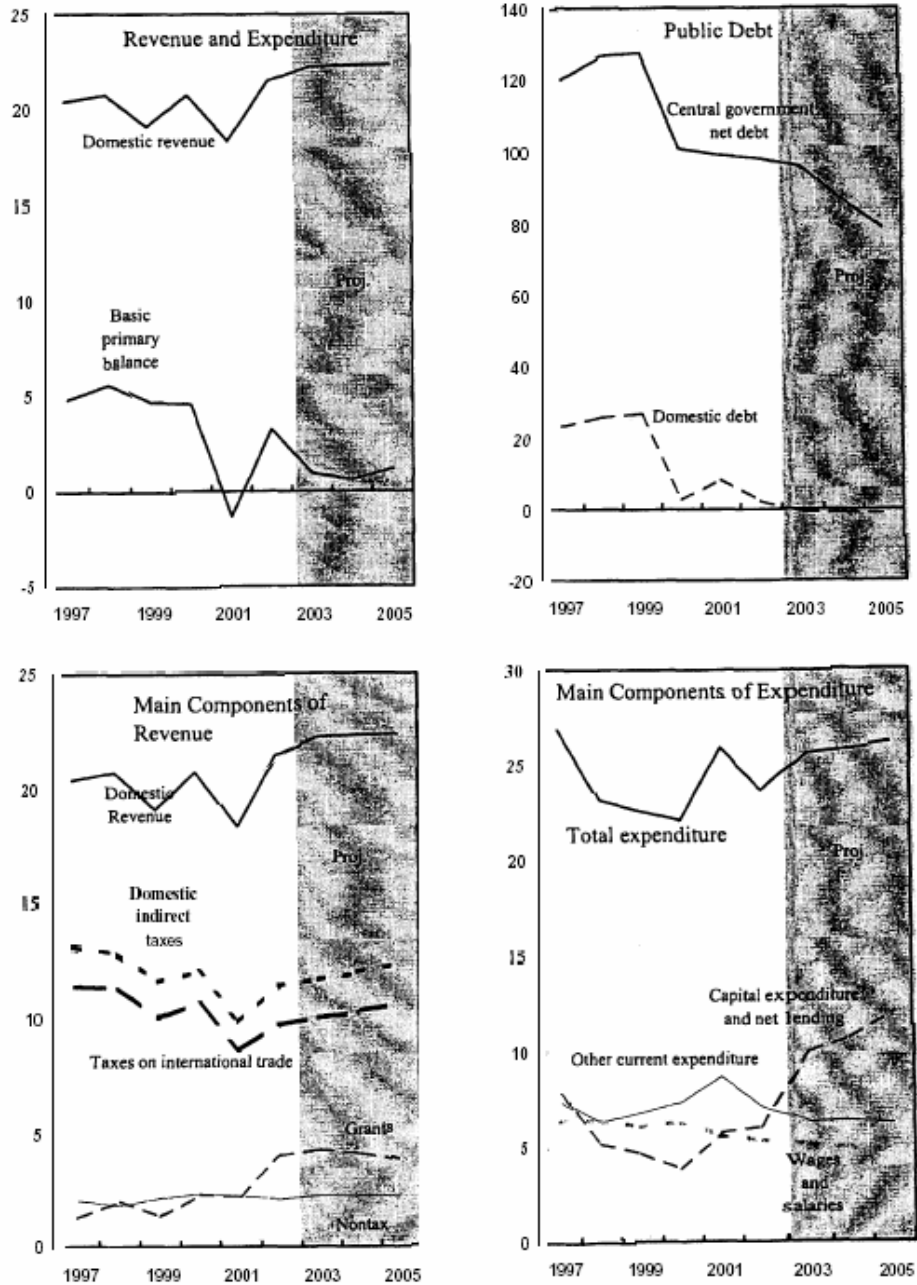 25
20
15
10
5
0
-5
Revenue and Expenditure
Domestic revenue
Proj.
Basic
primary
balance
1997 1999 2001 2003 2005
140
120
100
80
60
40
20
0
-20
Public Debt
Central government
net debt
Proj.
Domestic debt
1997 1999 2001 2003 2005
25
20
15
10
5
0
Main Components of
Revenue
Domestic
Revenue
Proj.
Domestic
indirect
taxes
Taxes on international trade
Grants
Nontax
1997 1999 2001 2003 2005
30
25
20
15
10
5
0
Main Components of Expenditure
Total expenditure
Proj.
Capital expenditure
and net lending
Other current expenditure
Wages
and
salaries
1997 1999 2001 2003 2005